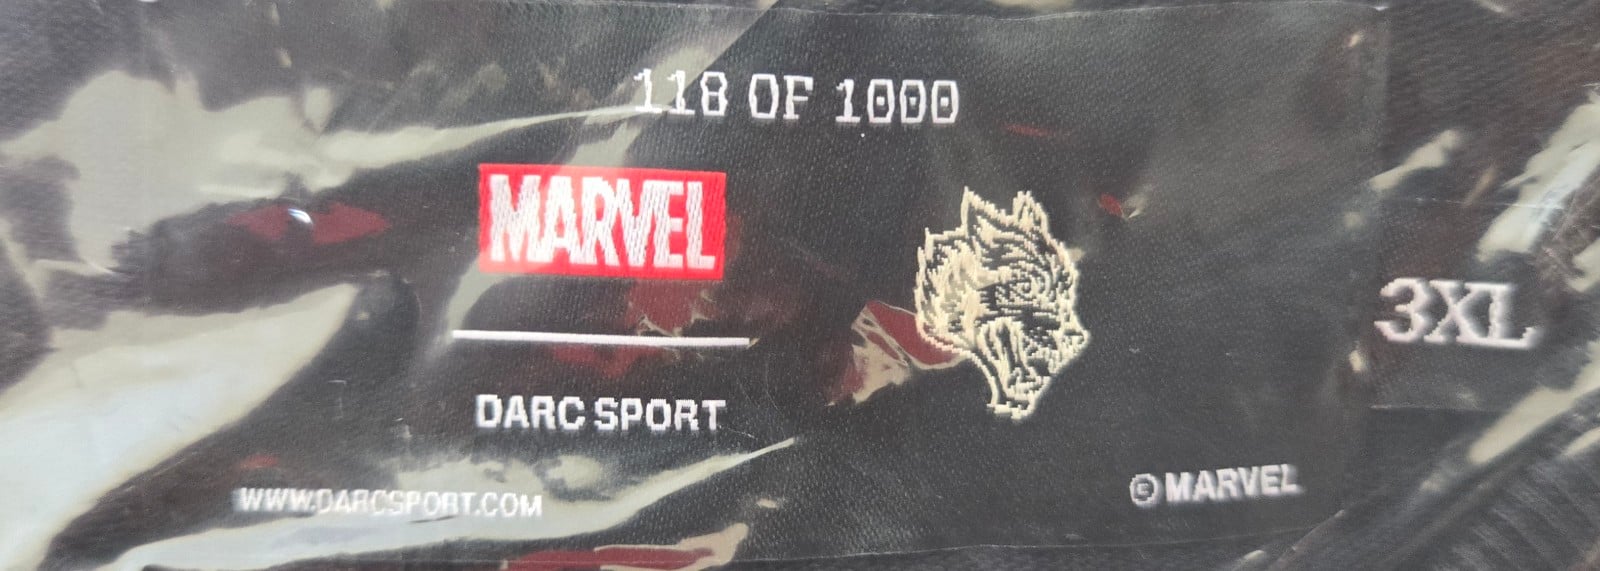 118 OF 1000
MARVEL
DARC SPORT
3XL
WWW.DARCSPORT.COM
© MARVEL